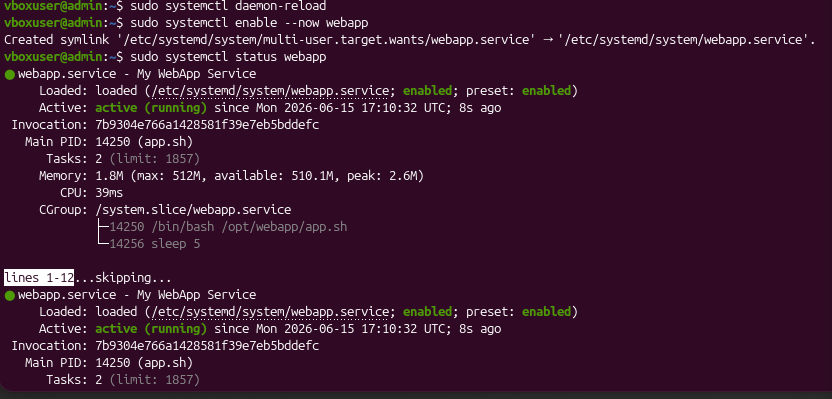 vboxuser@admin:~$ sudo systemctl daemon-reload
vboxuser@admin:~$ sudo systemctl enable --now webapp
Created symlink '/etc/systemd/system/multi-user.target.wants/webapp.service' → '/etc/systemd/system/webapp.service'.
vboxuser@admin:~$ sudo systemctl status webapp
● webapp.service - My WebApp Service
     Loaded: loaded (/etc/systemd/system/webapp.service; enabled; preset: enabled)
     Active: active (running) since Mon 2026-06-15 17:10:32 UTC; 8s ago
 Invocation: 7b9304e766a1428581f39e7eb5bddefc
   Main PID: 14250 (app.sh)
      Tasks: 2 (limit: 1857)
     Memory: 1.8M (max: 512M, available: 510.1M, peak: 2.6M)
        CPU: 39ms
     CGroup: /system.slice/webapp.service
             ├─14250 /bin/bash /opt/webapp/app.sh
             └─14256 sleep 5
lines 1-12...skipping...
● webapp.service - My WebApp Service
     Loaded: loaded (/etc/systemd/system/webapp.service; enabled; preset: enabled)
     Active: active (running) since Mon 2026-06-15 17:10:32 UTC; 8s ago
 Invocation: 7b9304e766a1428581f39e7eb5bddefc
   Main PID: 14250 (app.sh)
      Tasks: 2 (limit: 1857)